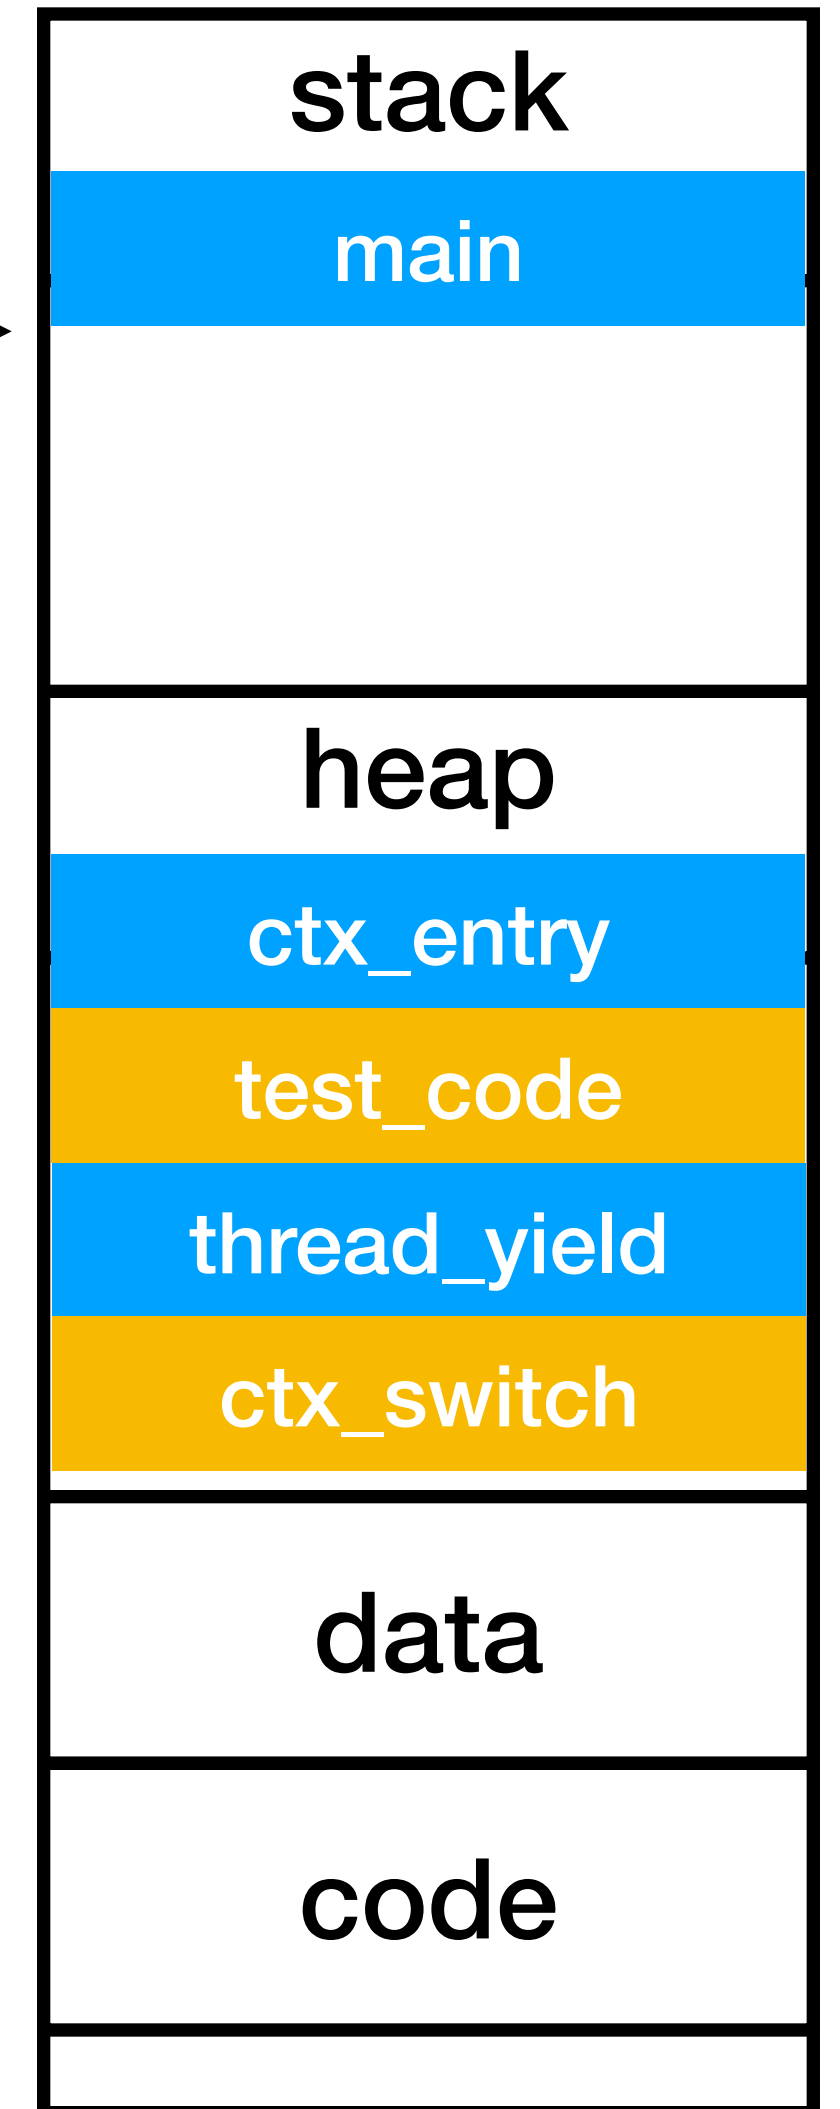 stack
main
heap
ctx_entry
test_code
thread_yield
ctx_switch
data
code